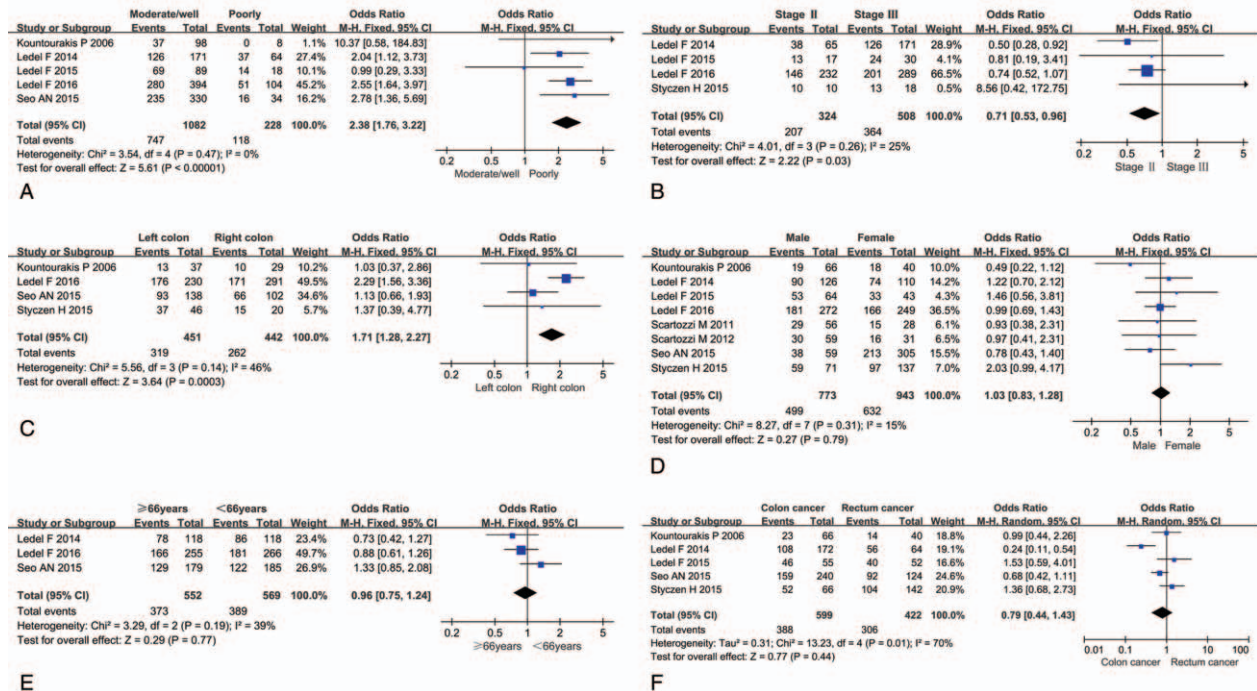 Moderate/well Poorly Odds Ratio Odds Ratio
Study or Subgroup Events Total Events Total Weight M-H. Fixed. 95% CI M-H. Fixed. 95% CI
Kountourakis P 2006 37 98 0 8 1.1% 10.37 [0.58, 184.83]
Ledel F 2014 126 171 37 64 27.4% 2.04 [1.12, 3.73]
Ledel F 2015 69 89 14 18 10.1% 0.99 [0.29, 3.33]
Ledel F 2016 280 394 51 104 45.2% 2.55 [1.64, 3.97]
Seo AN 2015 235 330 16 34 16.2% 2.78 [1.36, 5.69]
Total (95% CI) 1082 228 100.0% 2.38 [1.76, 3.22]
Total events 747 118
Heterogeneity: Chi² = 3.54, df = 4 (P = 0.47); I² = 0%
Test for overall effect: Z = 5.61 (P < 0.00001)
0.2 0.5 1 2 5
Moderate/well Poorly
A
Stage II Stage III Odds Ratio Odds Ratio
Study or Subgroup Events Total Events Total Weight M-H. Fixed. 95% CI M-H. Fixed. 95% CI
Ledel F 2014 38 65 126 171 28.9% 0.50 [0.28, 0.92]
Ledel F 2015 13 17 24 30 4.1% 0.81 [0.19, 3.41]
Ledel F 2016 146 232 201 289 66.5% 0.74 [0.52, 1.07]
Styczen H 2015 10 10 13 18 0.5% 8.56 [0.42, 172.75]
Total (95% CI) 324 508 100.0% 0.71 [0.53, 0.96]
Total events 207 364
Heterogeneity: Chi² = 4.01, df = 3 (P = 0.26); I² = 25%
Test for overall effect: Z = 2.22 (P = 0.03)
0.2 0.5 1 2 5
Stage II Stage III
B
Left colon Right colon Odds Ratio Odds Ratio
Study or Subgroup Events Total Events Total Weight M-H. Fixed. 95% CI M-H. Fixed. 95% CI
Kountourakis P 2006 13 37 10 29 10.2% 1.03 [0.37, 2.86]
Ledel F 2016 176 230 171 291 49.5% 2.29 [1.56, 3.36]
Seo AN 2015 93 138 66 102 34.6% 1.13 [0.66, 1.93]
Styczen H 2015 37 46 15 20 5.7% 1.37 [0.39, 4.77]
Total (95% CI) 451 442 100.0% 1.71 [1.28, 2.27]
Total events 319 262
Heterogeneity: Chi² = 5.56, df = 3 (P = 0.14); I² = 46%
Test for overall effect: Z = 3.64 (P = 0.0003)
0.2 0.5 1 2 5
Left colon Right colon
C
Male Female Odds Ratio Odds Ratio
Study or Subgroup Events Total Events Total Weight M-H. Fixed. 95% CI M-H. Fixed. 95% CI
Kountourakis P 2006 19 66 18 40 10.0% 0.49 [0.22, 1.12]
Ledel F 2014 90 126 74 110 14.2% 1.22 [0.70, 2.12]
Ledel F 2015 53 64 33 43 4.2% 1.46 [0.56, 3.81]
Ledel F 2016 181 272 166 249 36.5% 0.99 [0.69, 1.43]
Scartozzi M 2011 29 56 15 28 6.1% 0.93 [0.38, 2.31]
Scartozzi M 2012 30 59 16 31 6.5% 0.97 [0.41, 2.31]
Seo AN 2015 38 59 213 305 15.5% 0.78 [0.43, 1.40]
Styczen H 2015 59 71 97 137 7.0% 2.03 [0.99, 4.17]
Total (95% CI) 773 943 100.0% 1.03 [0.83, 1.28]
Total events 499 632
Heterogeneity: Chi² = 8.27, df = 7 (P = 0.31); I² = 15%
Test for overall effect: Z = 0.27 (P = 0.79)
0.2 0.5 1 2 5
Male Female
D
≥66years <66years Odds Ratio Odds Ratio
Study or Subgroup Events Total Events Total Weight M-H. Fixed. 95% CI M-H. Fixed. 95% CI
Ledel F 2014 78 118 86 118 23.4% 0.73 [0.42, 1.27]
Ledel F 2016 166 255 181 266 49.7% 0.88 [0.61, 1.26]
Seo AN 2015 129 179 122 185 26.9% 1.33 [0.85, 2.08]
Total (95% CI) 552 569 100.0% 0.96 [0.75, 1.24]
Total events 373 389
Heterogeneity: Chi² = 3.29, df = 2 (P = 0.19); I² = 39%
Test for overall effect: Z = 0.29 (P = 0.77)
0.2 0.5 1 2 5
≥66years <66years
E
Colon cancer Rectum cancer Odds Ratio Odds Ratio
Study or Subgroup Events Total Events Total Weight M-H. Random. 95% CI M-H. Random. 95% CI
Kountourakis P 2006 23 66 14 40 18.8% 0.99 [0.44, 2.26]
Ledel F 2014 108 172 56 64 19.1% 0.24 [0.11, 0.54]
Ledel F 2015 46 55 40 52 16.6% 1.53 [0.59, 4.01]
Seo AN 2015 159 240 92 124 24.6% 0.68 [0.42, 1.11]
Styczen H 2015 52 66 104 142 20.9% 1.36 [0.68, 2.73]
Total (95% CI) 599 422 100.0% 0.79 [0.44, 1.43]
Total events 388 306
Heterogeneity: Tau² = 0.31; Chi² = 13.23, df = 4 (P = 0.01); I² = 70%
Test for overall effect: Z = 0.77 (P = 0.44)
0.01 0.1 1 10 100
Colon cancer Rectum cancer
F